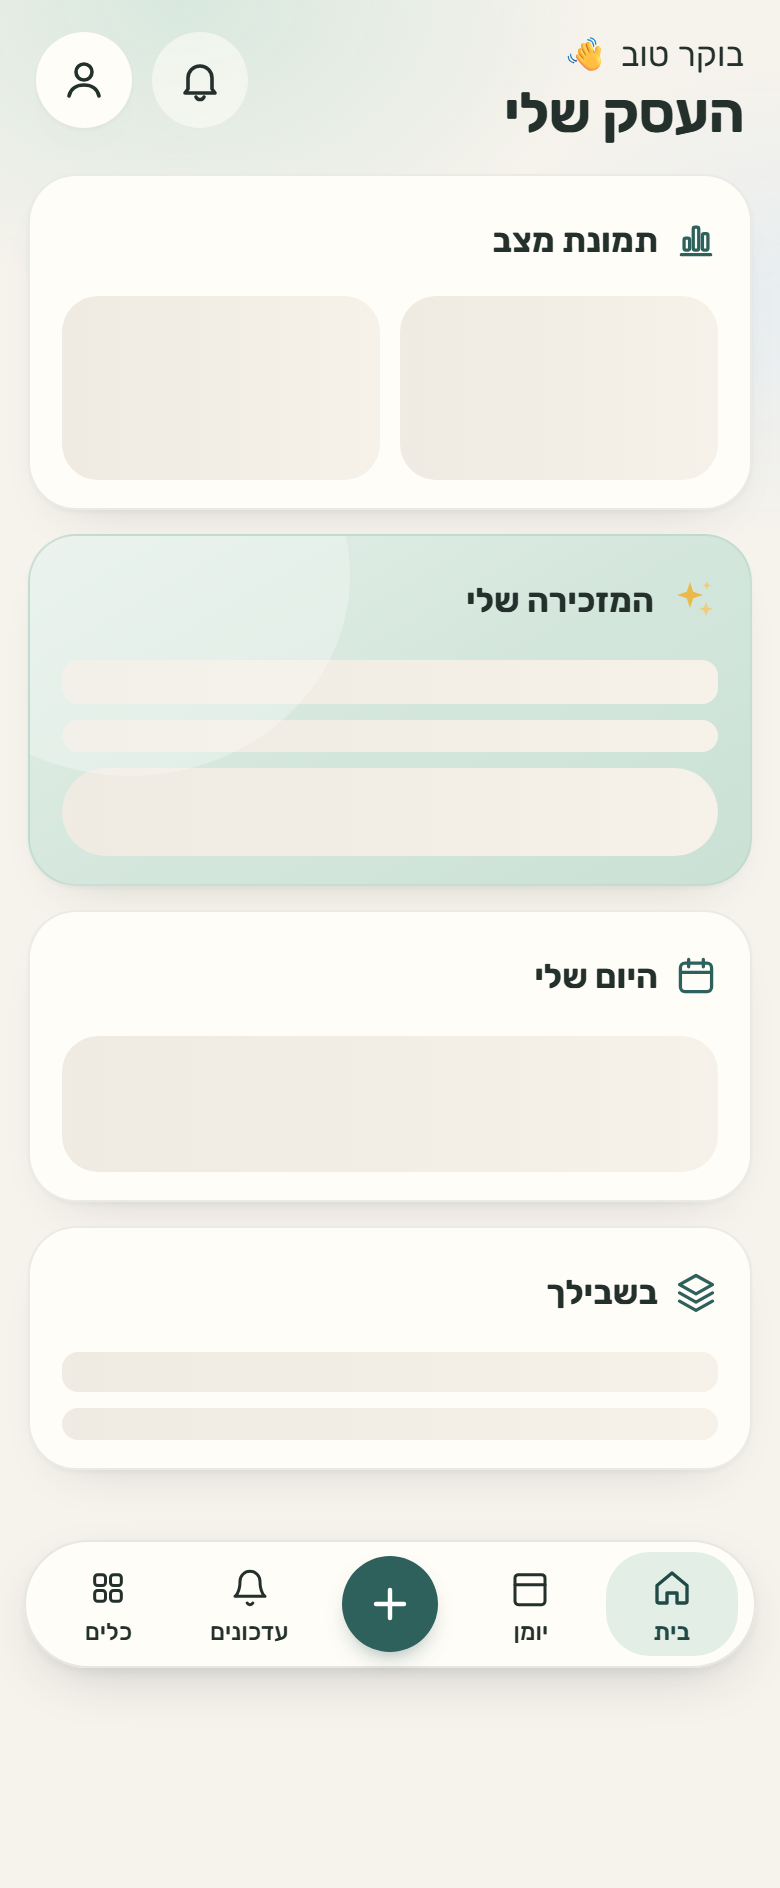 בוקר טוב 👋
העסק שלי
תמונת מצב
המזכירה שלי
היום שלי
בשבילך
בית
יומן
עדכונים
כלים